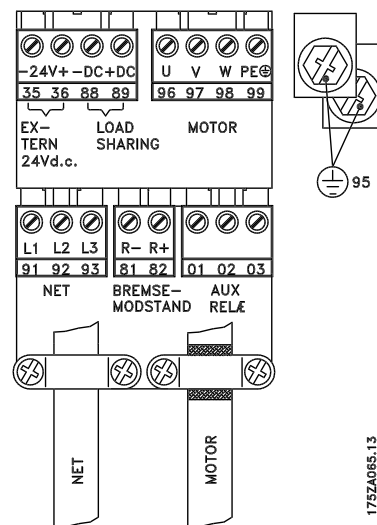 -24V+ -DC+DC
35 36 88 89
EX-
TERN
24Vd.c.
LOAD
SHARING
U V W PE⏚
96 97 98 99
MOTOR
95
L1 L2 L3
91 92 93
NET
R- R+
81 82
BREMSE-
MODSTAND
01 02 03
AUX
RELÆ
NET
MOTOR
175ZA065.13